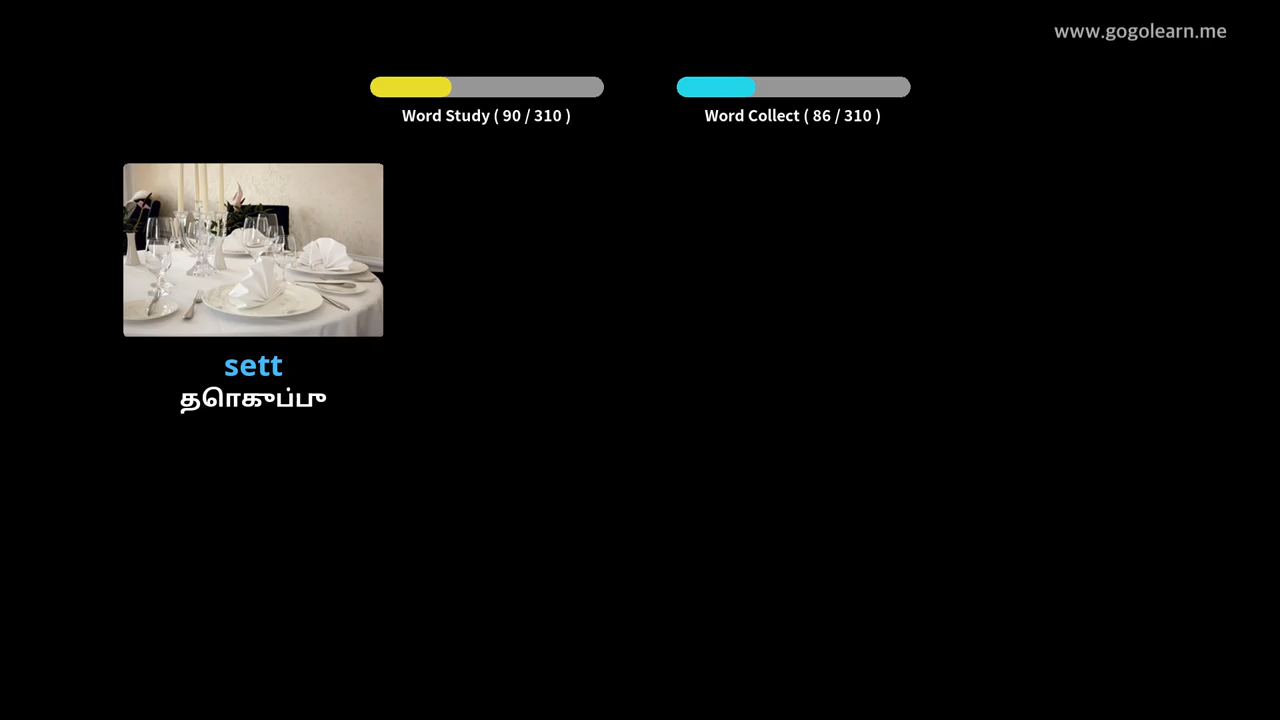 www.gogolearn.me
Word Study ( 90 / 310 )
Word Collect ( 86 / 310 )
sett
தொகுப்பு